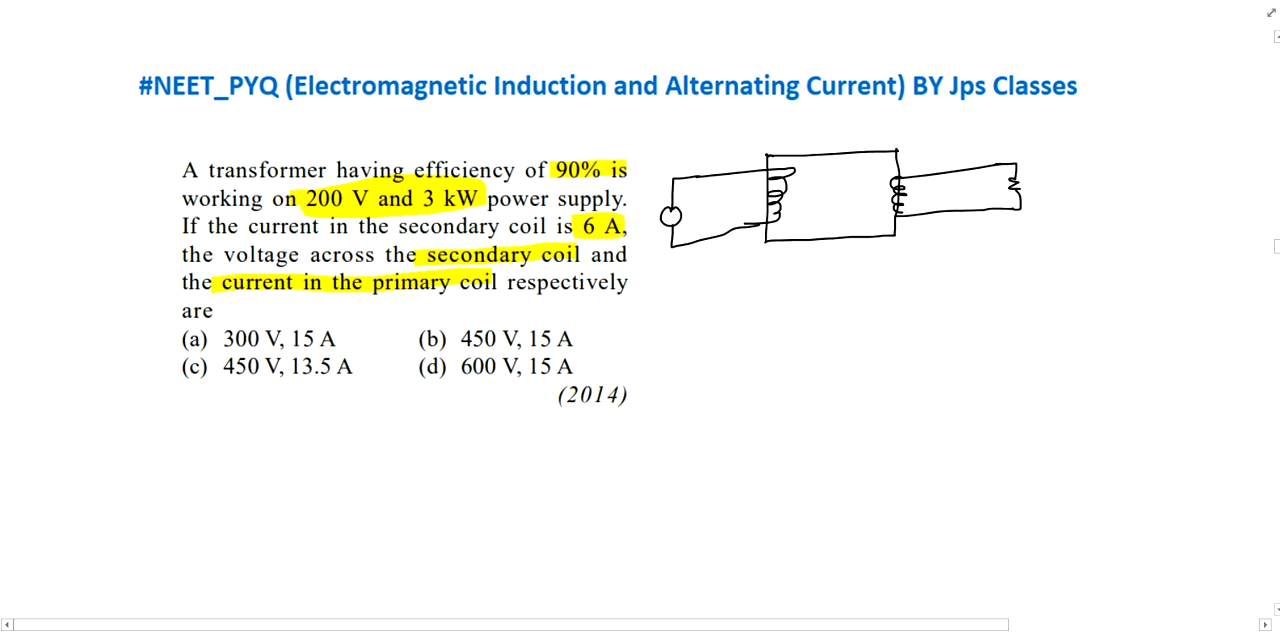 #NEET_PYQ (Electromagnetic Induction and Alternating Current) BY Jps Classes
A transformer having efficiency of 90% is
working on 200 V and 3 kW power supply.
If the current in the secondary coil is 6 A,
the voltage across the secondary coil and
the current in the primary coil respectively
are
(a) 300 V, 15 A (b) 450 V, 15 A
(c) 450 V, 13.5 A (d) 600 V, 15 A
(2014)